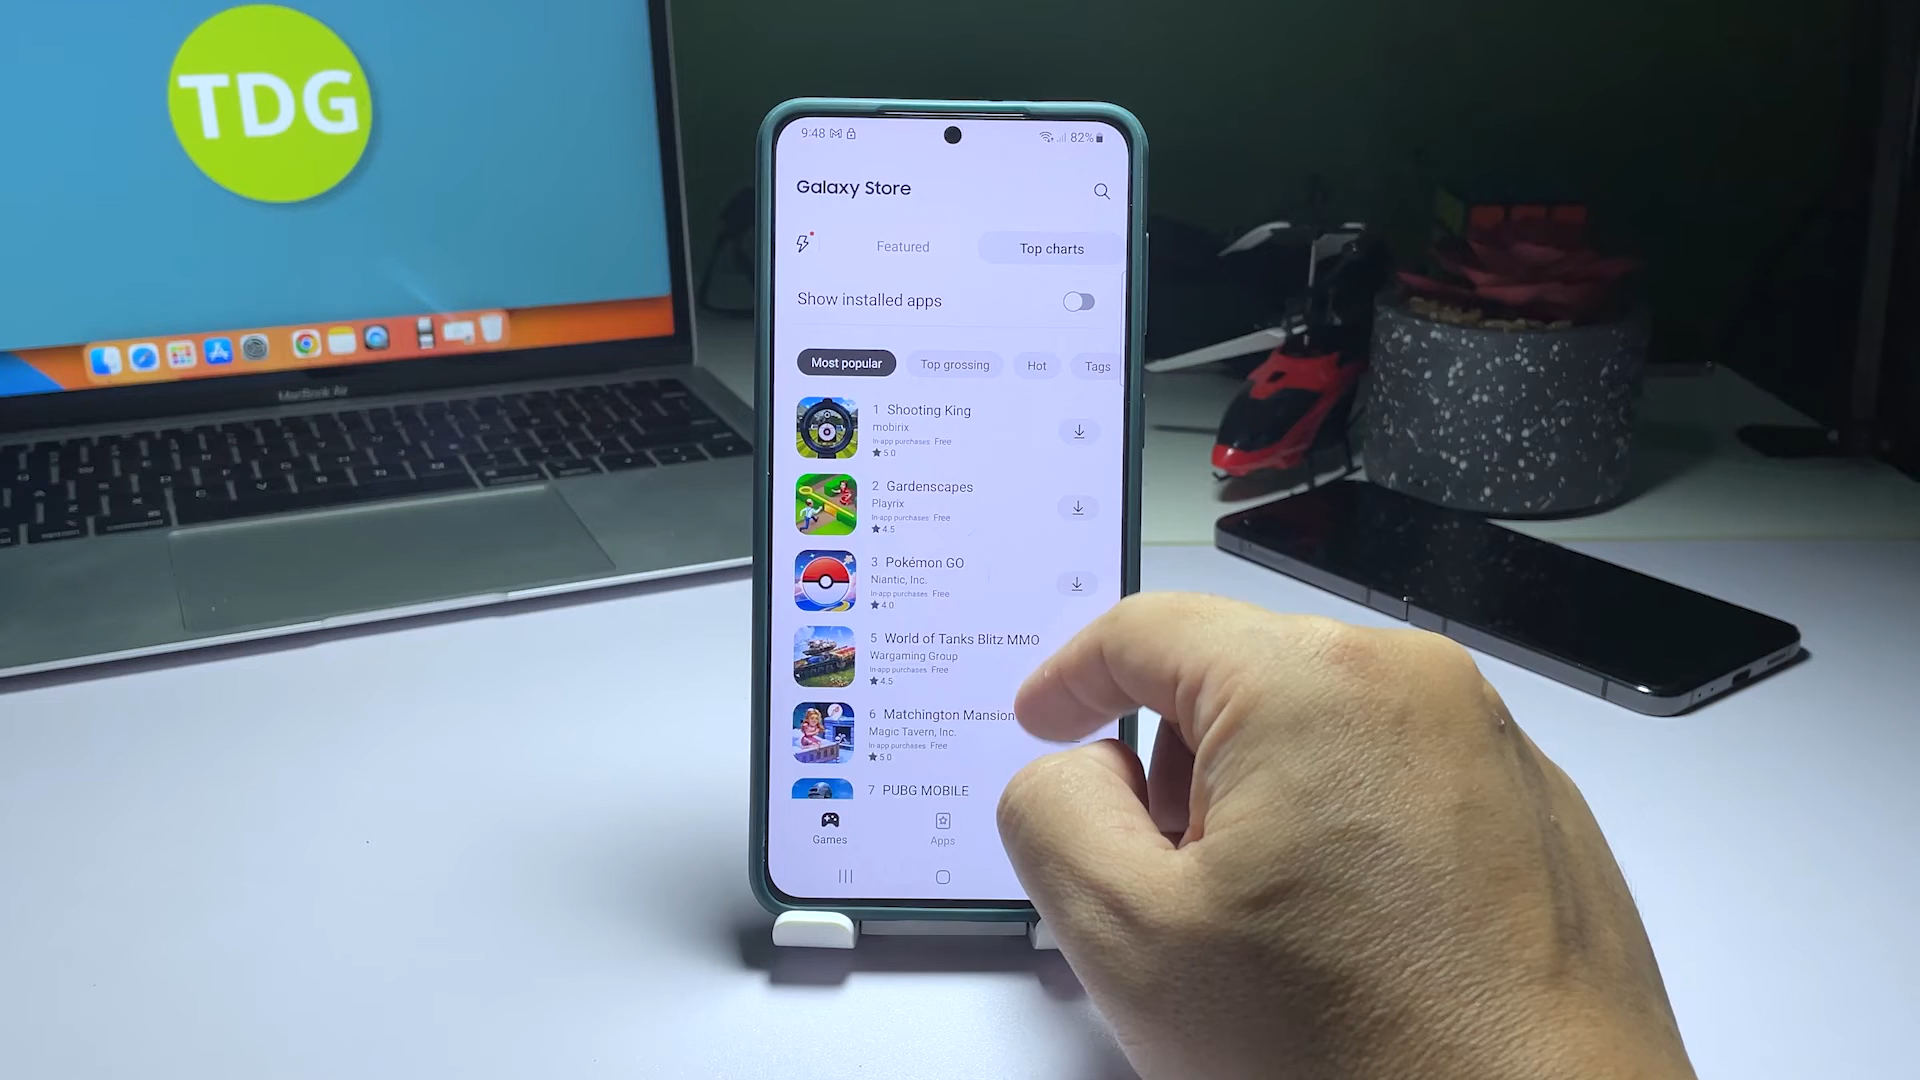 TDG
MacBook Air
9:48
82%
Galaxy Store
Featured
Top charts
Show installed apps
Most popular
Top grossing
Hot
Tags
1 Shooting King
mobirix
In-app purchases Free
★ 5.0
2 Gardenscapes
Playrix
In-app purchases Free
★ 4.5
3 Pokémon GO
Niantic, Inc.
In-app purchases Free
★ 4.0
5 World of Tanks Blitz MMO
Wargaming Group
In-app purchases Free
★ 4.5
6 Matchington Mansion
Magic Tavern, Inc.
In-app purchases Free
★ 5.0
7 PUBG MOBILE
Games
Apps